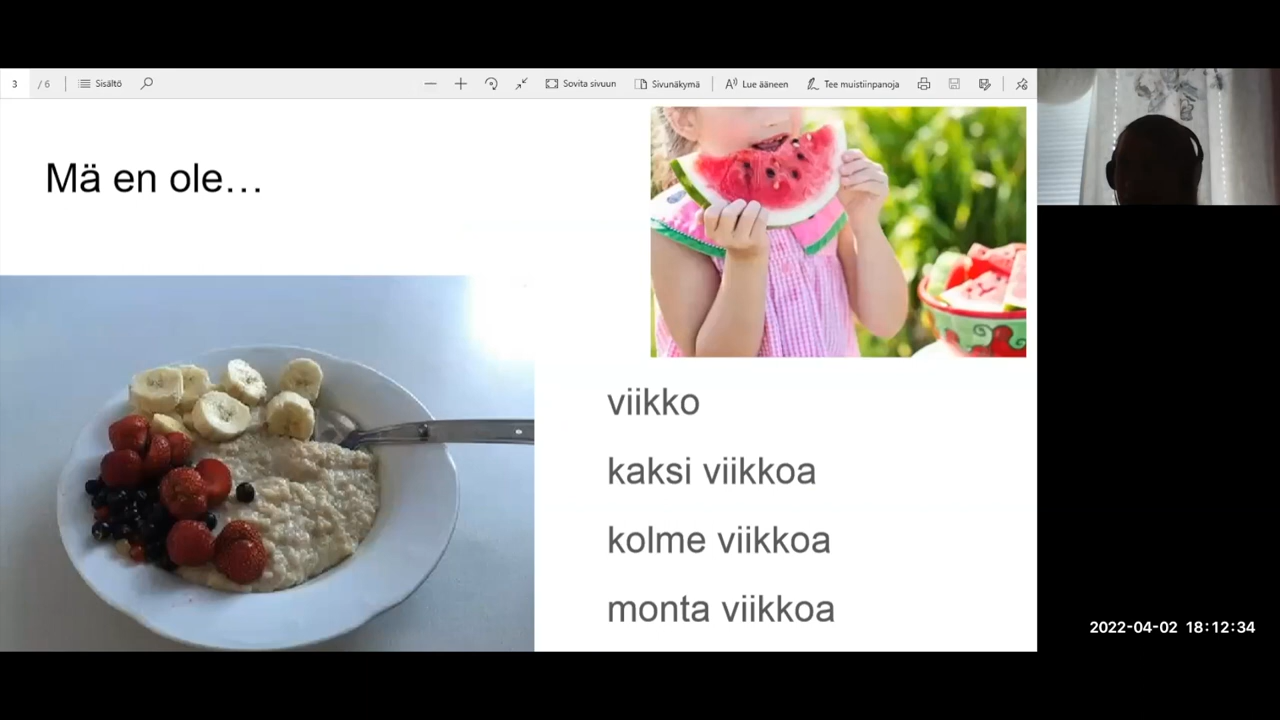 3 / 6 Sisältö Sovita sivuun Sivunäkymä Lue ääneen Tee muistiinpanoja
Mä en ole…
viikko
kaksi viikkoa
kolme viikkoa
monta viikkoa
2022-04-02 18:12:34